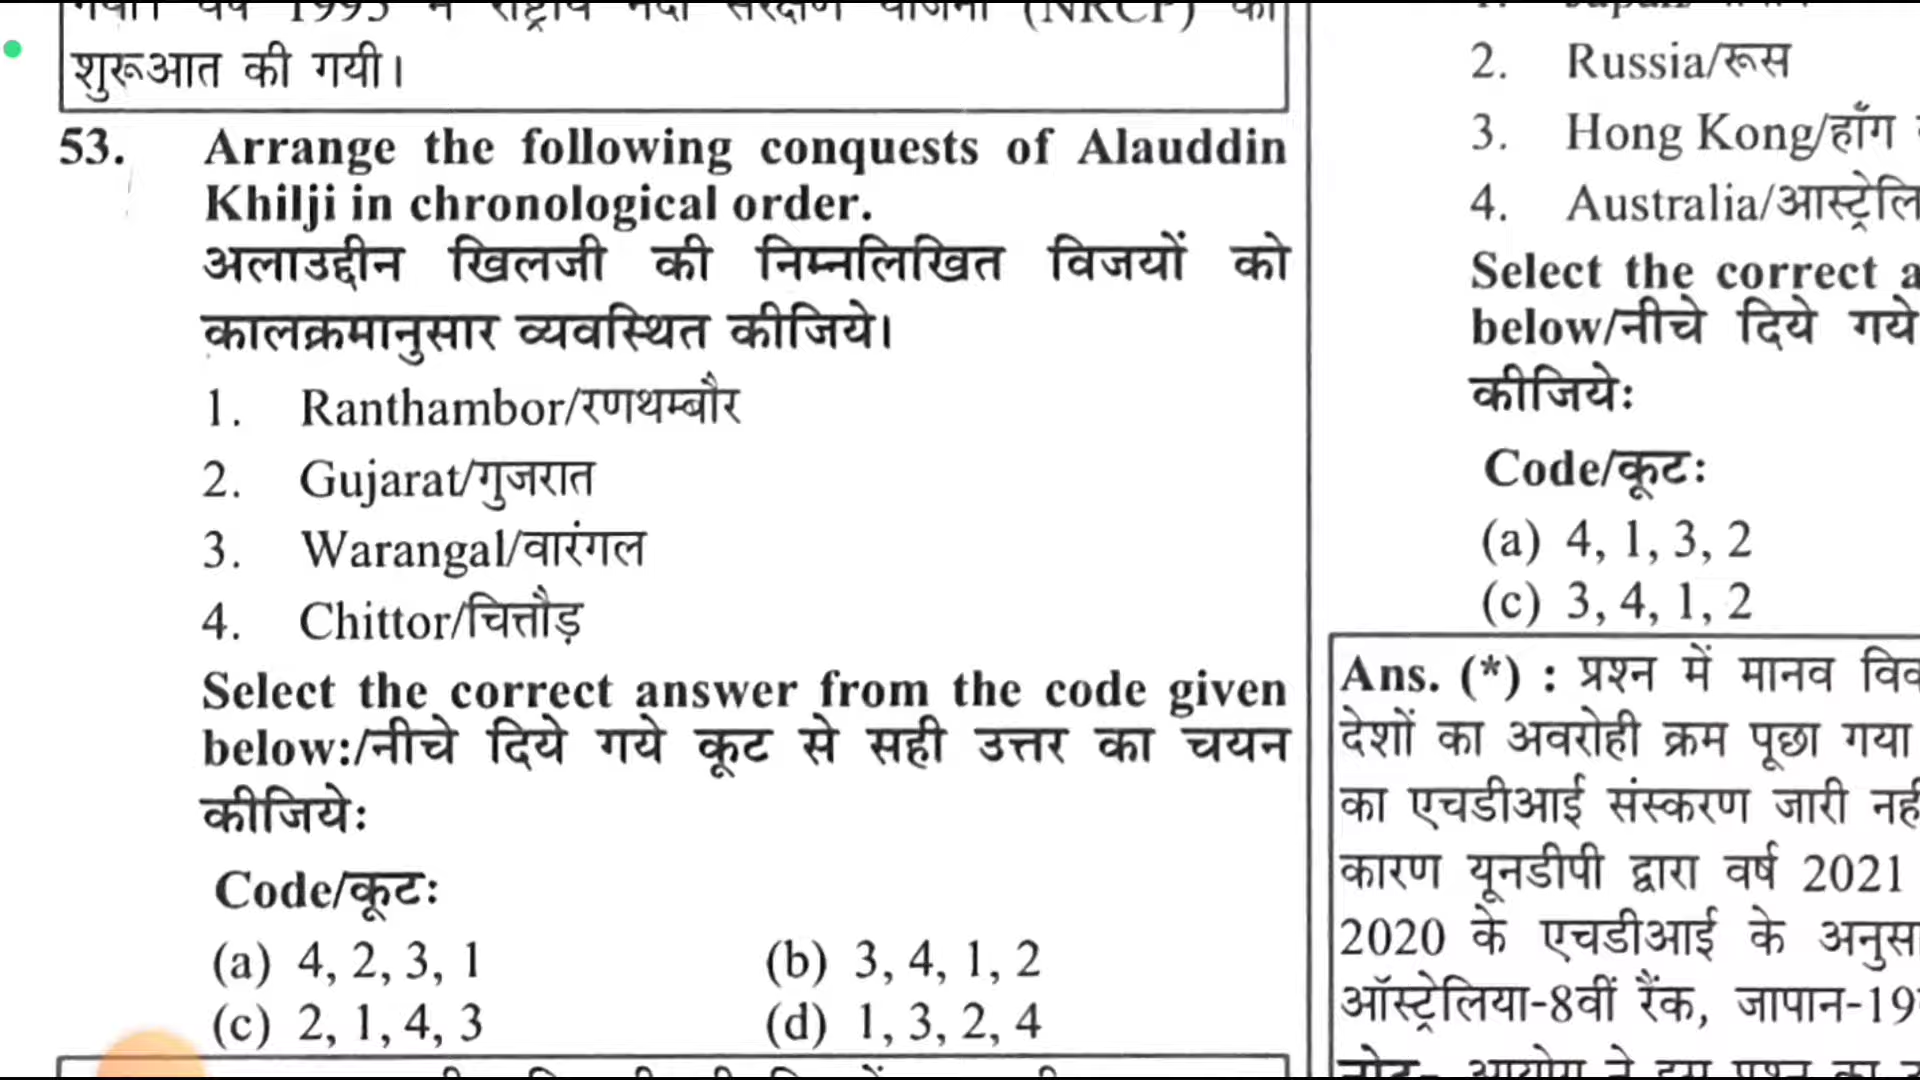 शुरूआत की गयी।
53. Arrange the following conquests of Alauddin
Khilji in chronological order.
अलाउद्दीन खिलजी की निम्नलिखित विजयों को
कालक्रमानुसार व्यवस्थित कीजिये।
1. Ranthambor/रणथम्बौर
2. Gujarat/गुजरात
3. Warangal/वारंगल
4. Chittor/चित्तौड़
Select the correct answer from the code given
below:/नीचे दिये गये कूट से सही उत्तर का चयन
कीजिये:
Code/कूट:
(a) 4, 2, 3, 1 (b) 3, 4, 1, 2
(c) 2, 1, 4, 3 (d) 1, 3, 2, 4
2. Russia/रूस
3. Hong Kong/हाँग
4. Australia/आस्ट्रेलि
Select the correct a
below/नीचे दिये गये
कीजिये:
Code/कूट:
(a) 4, 1, 3, 2
(c) 3, 4, 1, 2
Ans. (*) : प्रश्न में मानव विक
देशों का अवरोही क्रम पूछा गया
का एचडीआई संस्करण जारी नहीं
कारण यूनडीपी द्वारा वर्ष 2021
2020 के एचडीआई के अनुसा
ऑस्ट्रेलिया-8वीं रैंक, जापान-19